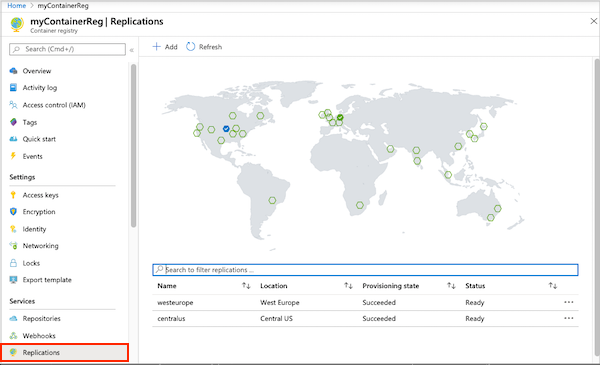 Home > myContainerReg
myContainerReg | Replications
Container registry
Search (Cmd+/)
Overview
Activity log
Access control (IAM)
Tags
Quick start
Events
Settings
Access keys
Encryption
Identity
Networking
Locks
Export template
Services
Repositories
Webhooks
Replications
Add Refresh
Search to filter replications ...
Name Location Provisioning state Status
westeurope West Europe Succeeded Ready
centralus Central US Succeeded Ready